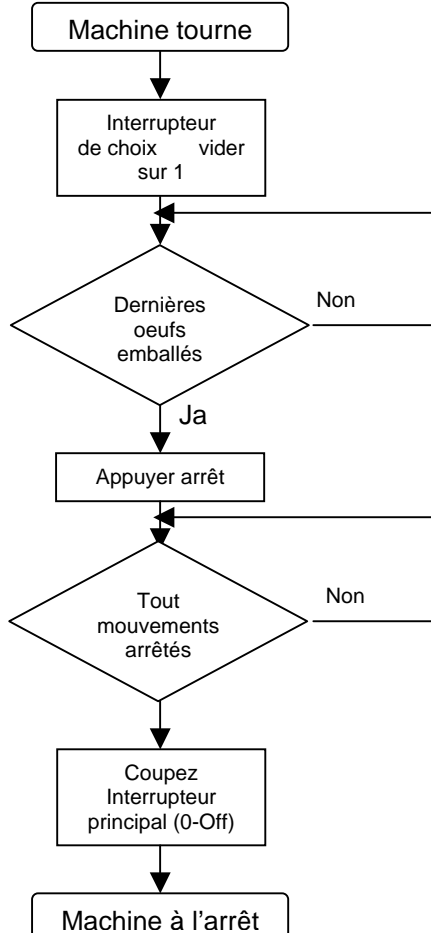 Machine tourne
Interrupteur
de choix vider
sur 1
Dernières
oeufs
emballés
Non
Ja
Appuyer arrêt
Tout
mouvements
arrêtés
Non
Coupez
Interrupteur
principal (0-Off)
Machine à l'arrêt